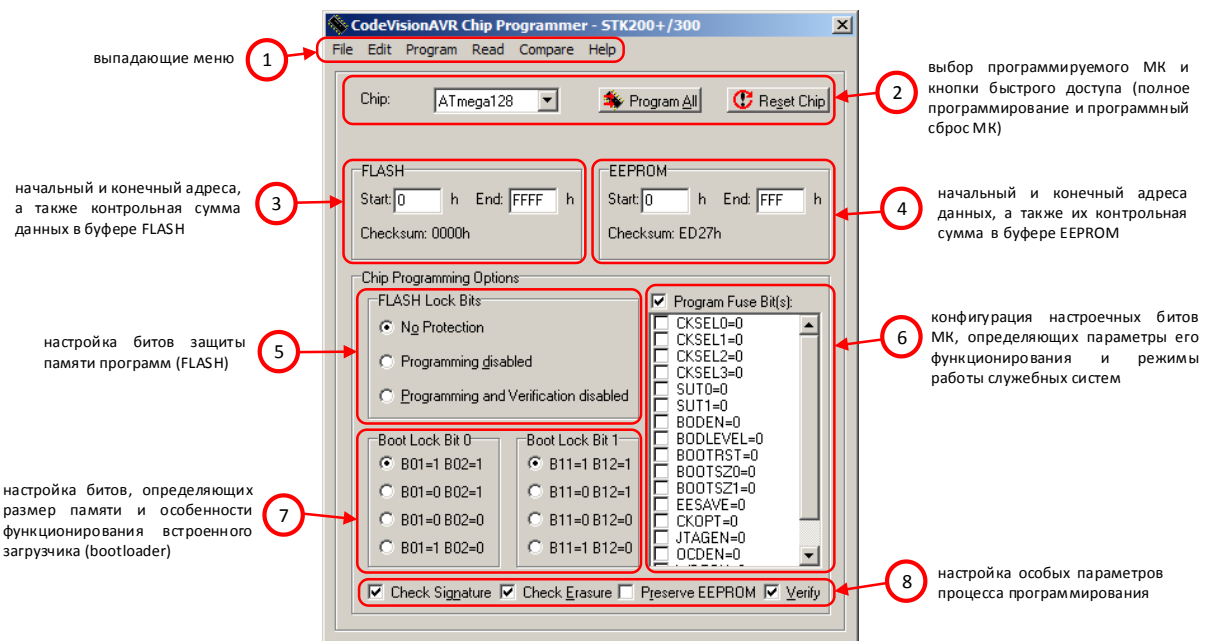 CodeVisionAVR Chip Programmer - STK200+/300
File Edit Program Read Compare Help
выпадающие меню
1
Chip:
ATmega128
Program All
Reset Chip
2
выбор программируемого МК и
кнопки быстрого доступа (полное
программирование и программный
сброс МК)
начальный и конечный адреса,
а также контрольная сумма
данных в буфере FLASH
3
FLASH
Start: 0 h End: FFFF h
Checksum: 0000h
EEPROM
Start: 0 h End: FFF h
Checksum: ED27h
4
начальный и конечный адреса
данных, а также их контрольная
сумма в буфере EEPROM
Chip Programming Options
настройка битов защиты
памяти программ (FLASH)
5
FLASH Lock Bits
No Protection
Programming disabled
Programming and Verification disabled
Program Fuse Bit(s):
CKSEL0=0
CKSEL1=0
CKSEL2=0
CKSEL3=0
SUT0=0
SUT1=0
BODEN=0
BODLEVEL=0
BOOTRST=0
BOOTSZ0=0
BOOTSZ1=0
EESAVE=0
CKOPT=0
JTAGEN=0
OCDEN=0
6
конфигурация настроечных битов
МК, определяющих параметры его
функционирования и режимы
работы служебных систем
настройка битов, определяющих
размер памяти и особенности
функционирования встроенного
загрузчика (bootloader)
7
Boot Lock Bit 0
B01=1 B02=1
B01=0 B02=1
B01=0 B02=0
B01=1 B02=0
Boot Lock Bit 1
B11=1 B12=1
B11=0 B12=1
B11=0 B12=0
B11=1 B12=0
Check Signature Check Erasure Preserve EEPROM Verify
8
настройка особых параметров
процесса программирования